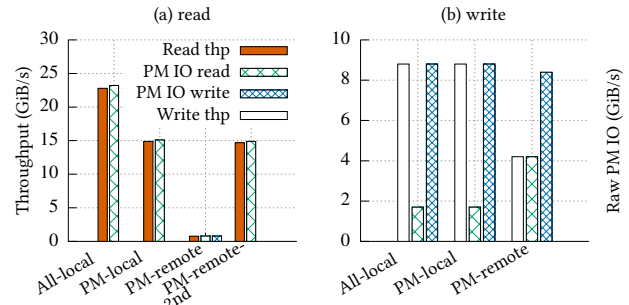 (a) read
(b) write
Throughput (GiB/s)
30
25
20
15
10
5
0
Read thp
PM IO read
PM IO write
Write thp
All-local
PM-local
PM-remote
PM-remote-
2nd
10
8
6
4
2
0
All-local
PM-local
PM-remote
Raw PM IO (GiB/s)